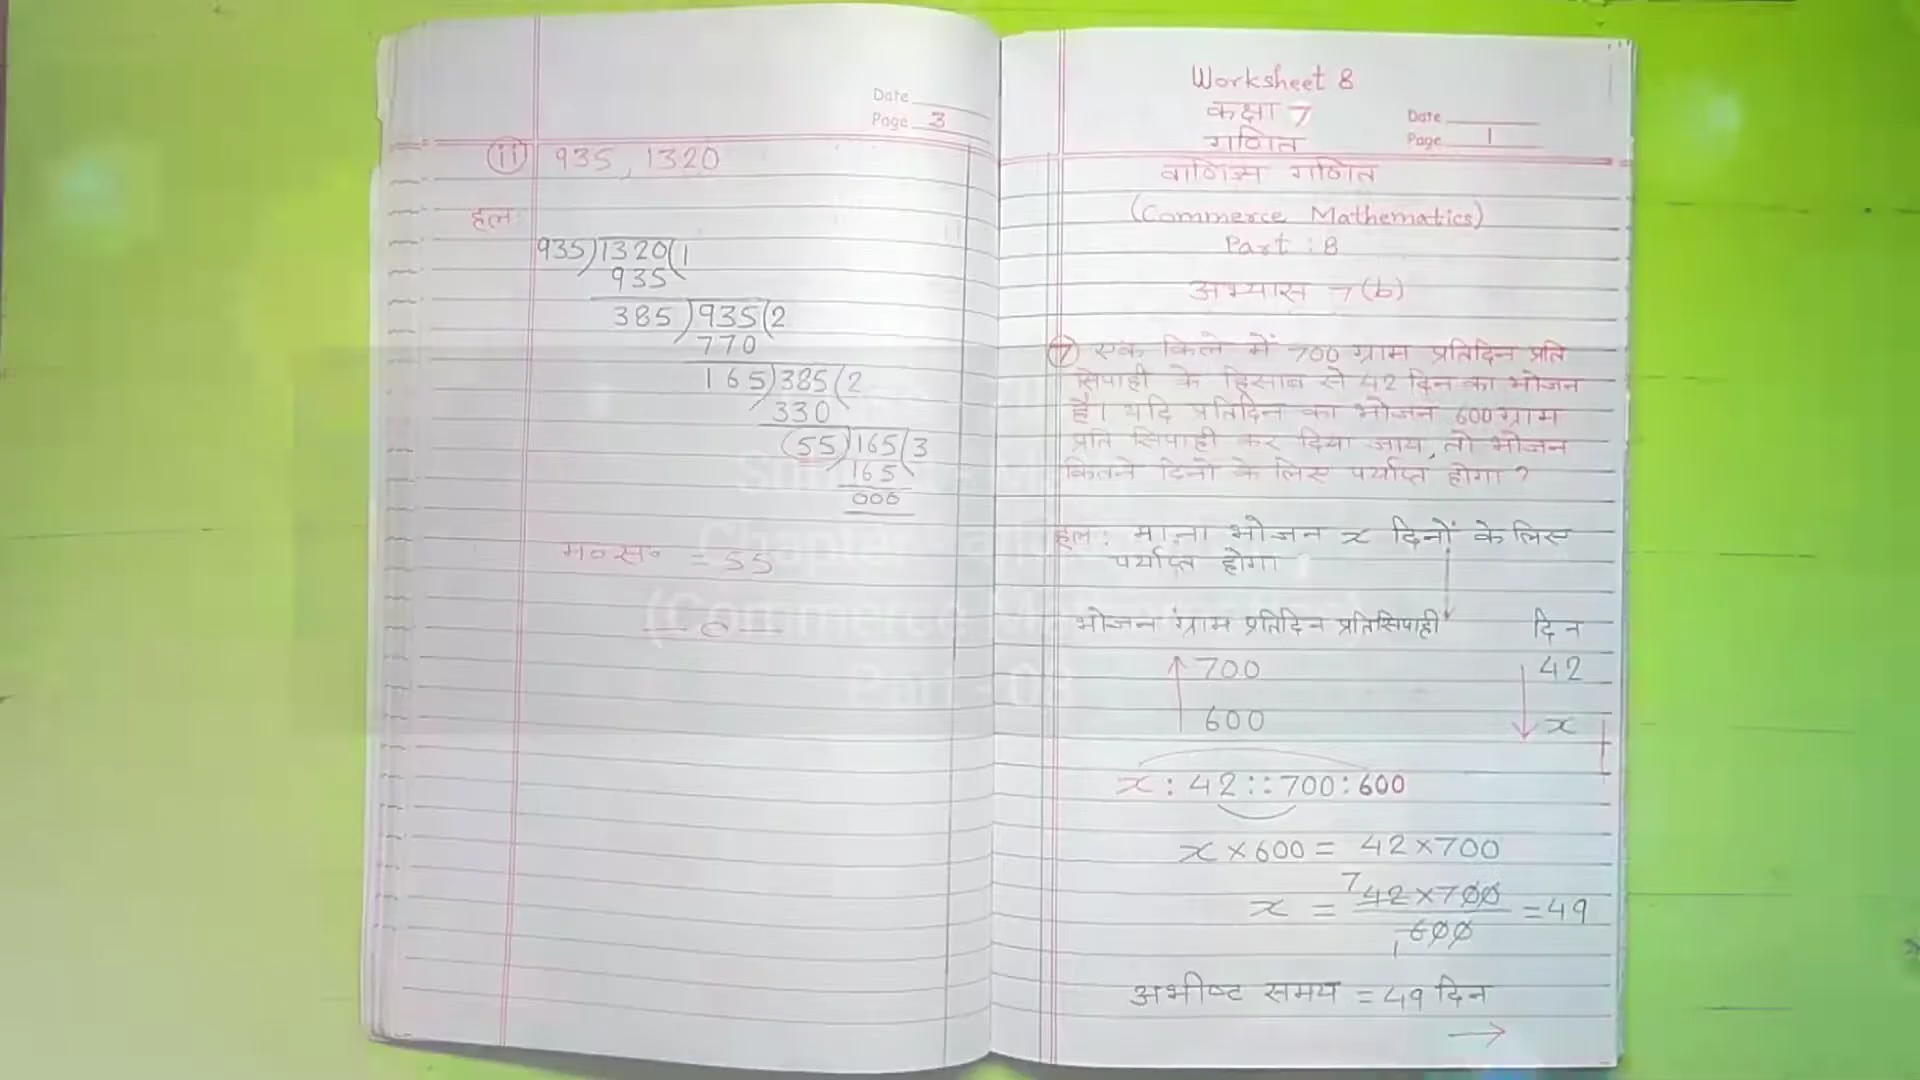 Date
Page 3
(ii) 935, 1320
हल:
935)1320(1
935
385)935(2
770
165)385(2
330
55)165(3
165
000
म०स० = 55
Worksheet 8
कक्षा 7
गणित
Date
Page 1
वाणिज्य गणित
(Commerce Mathematics)
Part : 8
अभ्यास 7(b)
(7) एक किले में 700 ग्राम प्रतिदिन प्रति
सिपाही के हिसाब से 42 दिन का भोजन
है। यदि प्रतिदिन का भोजन 600 ग्राम
प्रति सिपाही कर दिया जाय, तो भोजन
कितने दिनों के लिए पर्याप्त होगा?
हल: माना भोजन x दिनों के लिए
पर्याप्त होगा
भोजन ग्राम प्रतिदिन प्रतिसिपाही दिन
700 42
600 x
x : 42 :: 700 : 600
x × 600 = 42 × 700
7
x = 42 × 700 = 49
1 600
अभीष्ट समय = 49 दिन
(Commerce